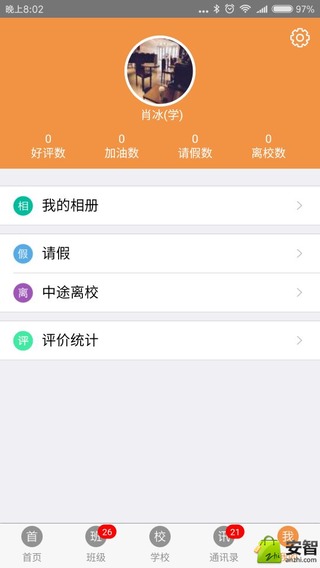 晚上8:02
97%
肖冰(学)
0 0 0 0
好评数 加油数 请假数 离校数
相 我的相册
假 请假
离 中途离校
评 评价统计
首 班 26 校 讯 21 我
首页 班级 学校 通讯录
安智
anzhi.com